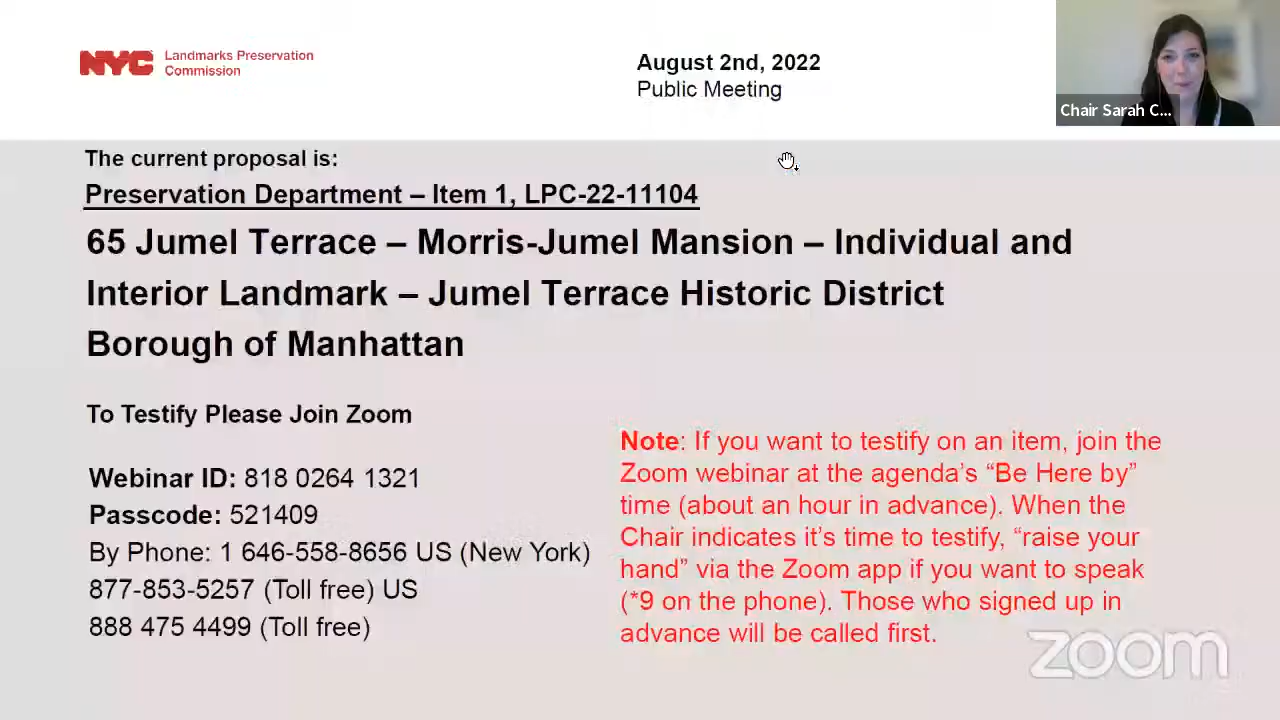 NYC Landmarks Preservation
Commission
August 2nd, 2022
Public Meeting
Chair Sarah C...
The current proposal is:
Preservation Department – Item 1, LPC-22-11104
65 Jumel Terrace – Morris-Jumel Mansion – Individual and
Interior Landmark – Jumel Terrace Historic District
Borough of Manhattan
To Testify Please Join Zoom
Webinar ID: 818 0264 1321
Passcode: 521409
By Phone: 1 646-558-8656 US (New York)
877-853-5257 (Toll free) US
888 475 4499 (Toll free)
Note: If you want to testify on an item, join the
Zoom webinar at the agenda’s “Be Here by”
time (about an hour in advance). When the
Chair indicates it’s time to testify, “raise your
hand” via the Zoom app if you want to speak
(*9 on the phone). Those who signed up in
advance will be called first.
zoom